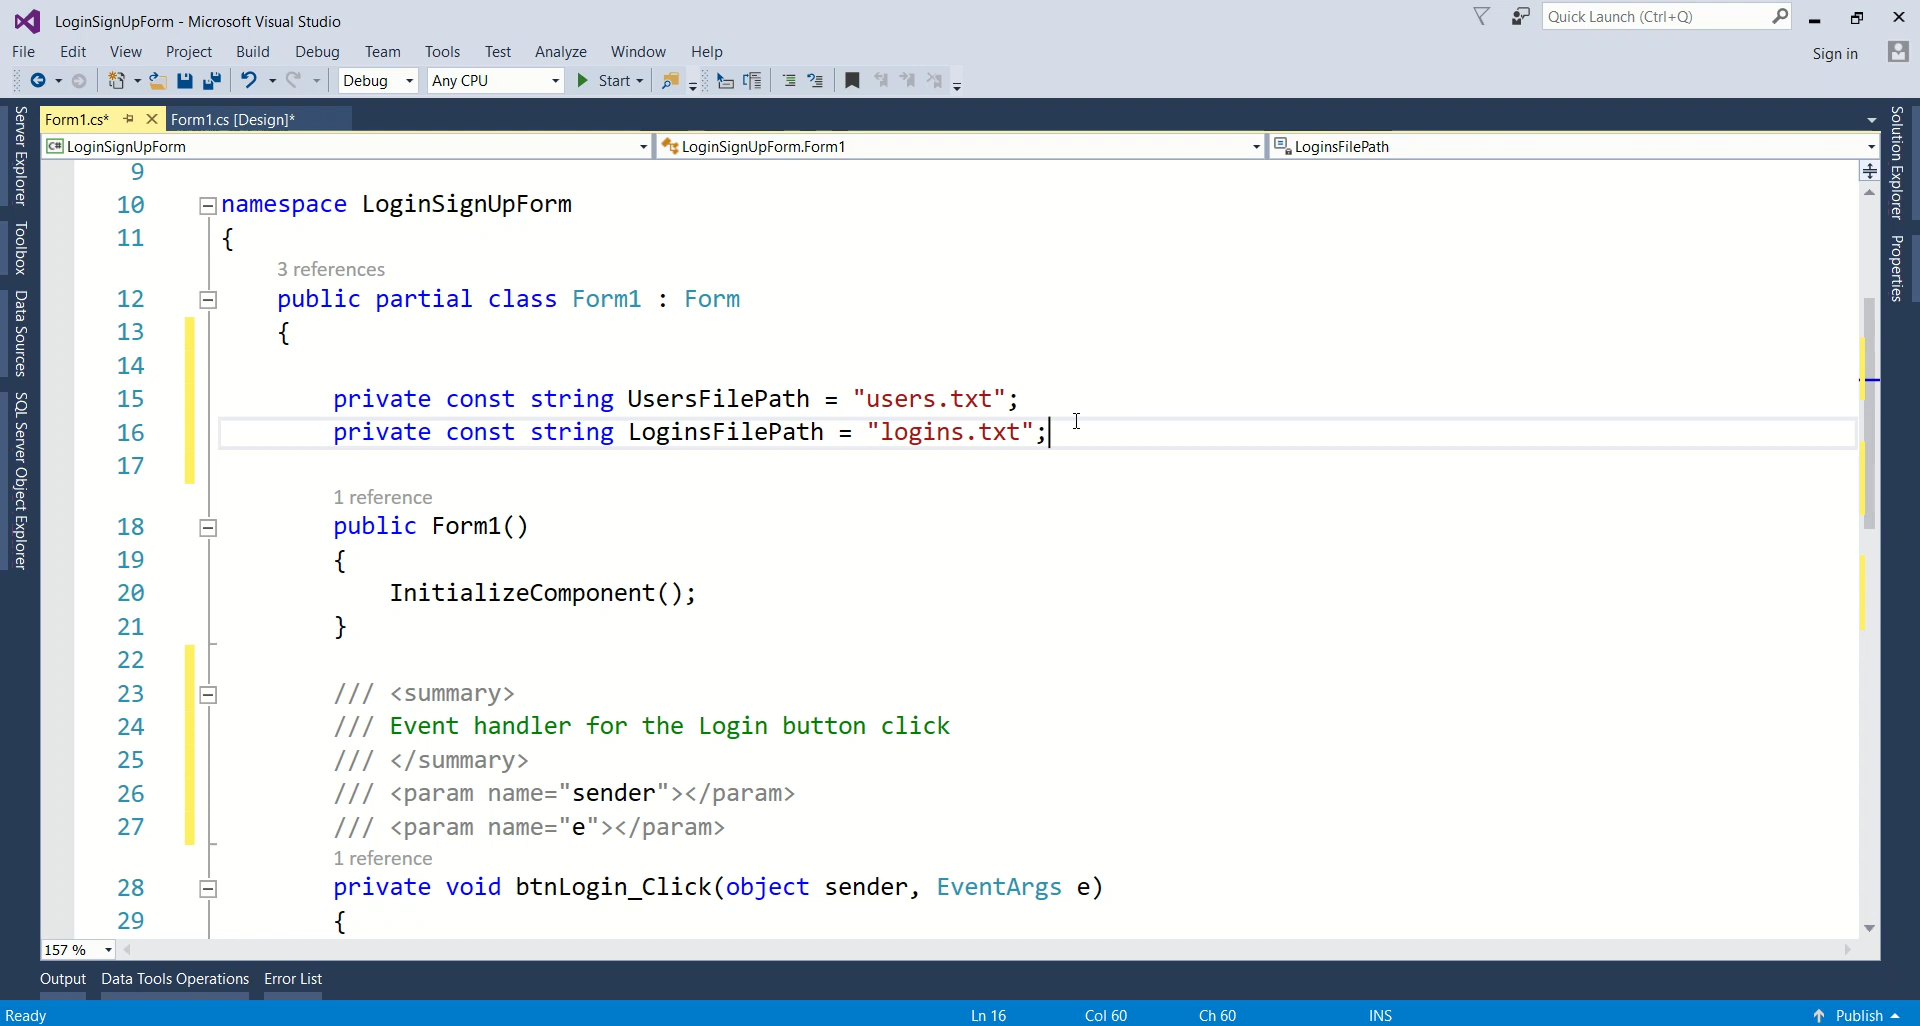 LoginSignUpForm - Microsoft Visual Studio
Quick Launch (Ctrl+Q)
File Edit View Project Build Debug Team Tools Test Analyze Window Help
Sign in
Debug Any CPU Start
Form1.cs* Form1.cs [Design]*
C# LoginSignUpForm LoginSignUpForm.Form1 LoginsFilePath
Server Explorer
Toolbox
Data Sources
SQL Server Object Explorer
Solution Explorer
Properties
9
10 namespace LoginSignUpForm
11 {
3 references
12 public partial class Form1 : Form
13 {
14
15 private const string UsersFilePath = "users.txt";
16 private const string LoginsFilePath = "logins.txt";
17
1 reference
18 public Form1()
19 {
20 InitializeComponent();
21 }
22
23 /// <summary>
24 /// Event handler for the Login button click
25 /// </summary>
26 /// <param name="sender"></param>
27 /// <param name="e"></param>
1 reference
28 private void btnLogin_Click(object sender, EventArgs e)
29 {
157 %
Output Data Tools Operations Error List
Ready Ln 16 Col 60 Ch 60 INS Publish